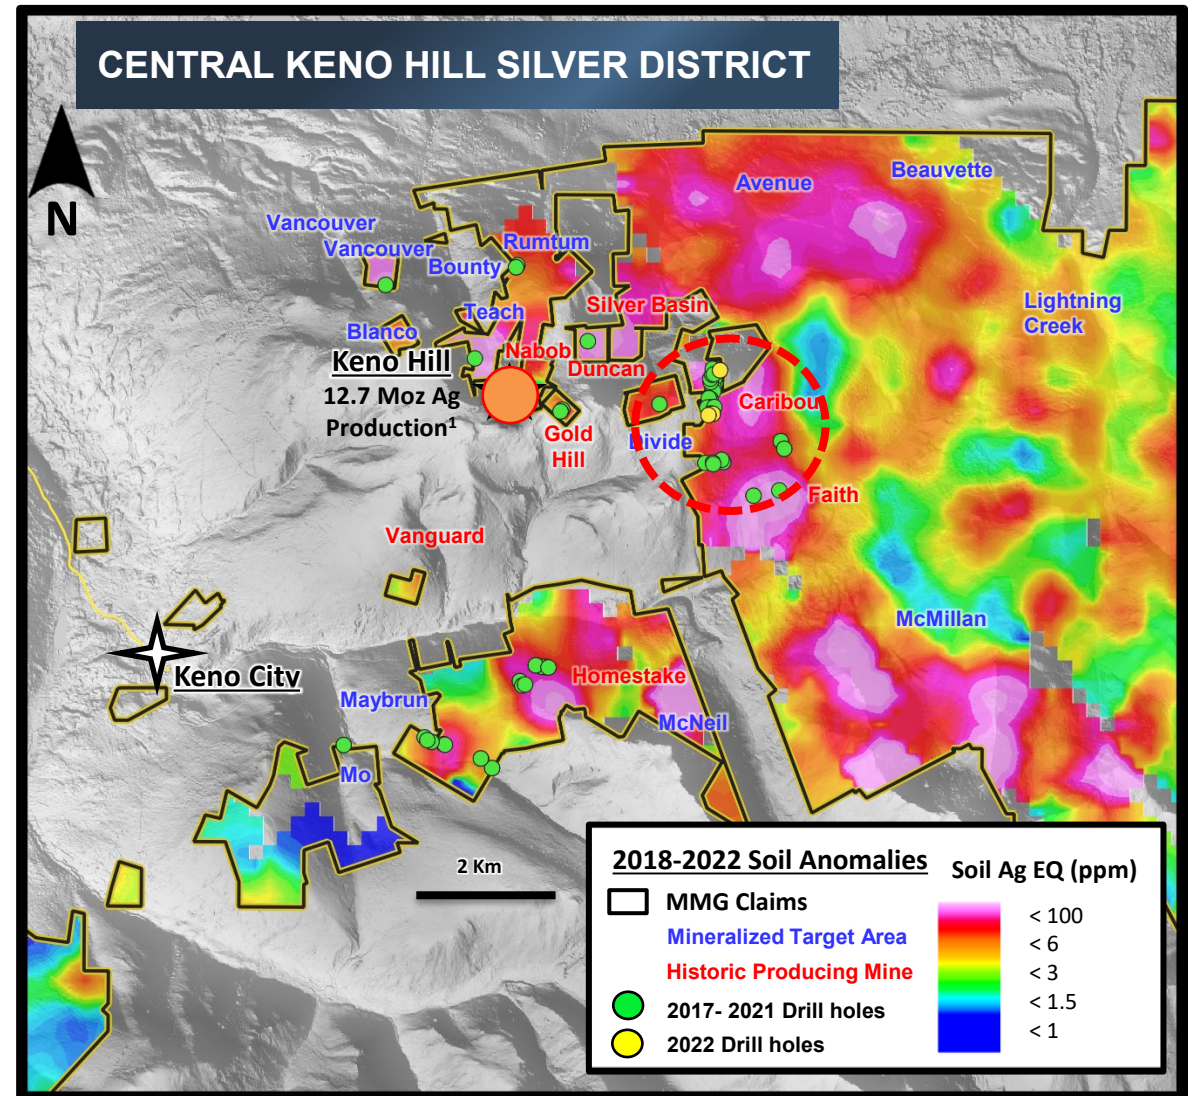 CENTRAL KENO HILL SILVER DISTRICT
N
Avenue
Beauvette
Vancouver
Vancouver
Rumtum
Bounty
Lightning
Creek
Silver Basin
Teach
Blanco
Nabob
Keno Hill
Duncan
12.7 Moz Ag
Production¹
Caribou
Gold
Hill
Divide
Faith
Vanguard
McMillan
Keno City
Homestake
Maybrun
McNeil
Mo
2 Km
2018-2022 Soil Anomalies
MMG Claims
Mineralized Target Area
Historic Producing Mine
2017- 2021 Drill holes
2022 Drill holes
Soil Ag EQ (ppm)
< 100
< 6
< 3
< 1.5
< 1